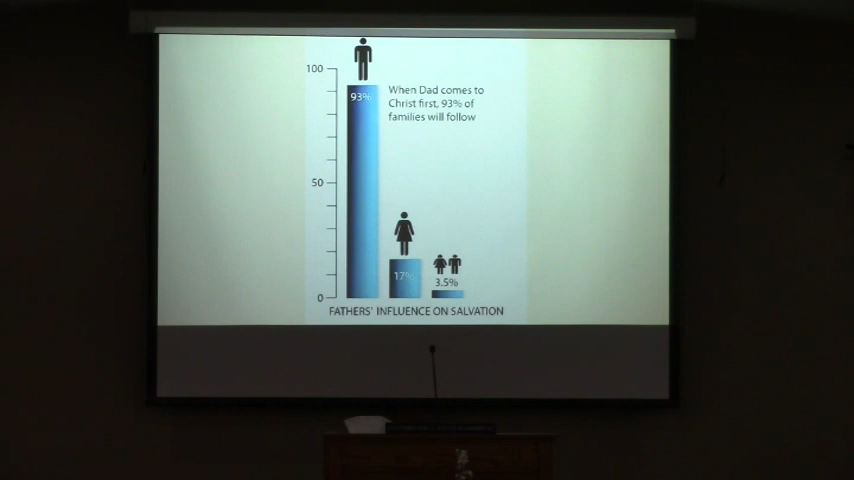 100
93%
When Dad comes to
Christ first, 93% of
families will follow
50
17%
3.5%
0
FATHERS' INFLUENCE ON SALVATION